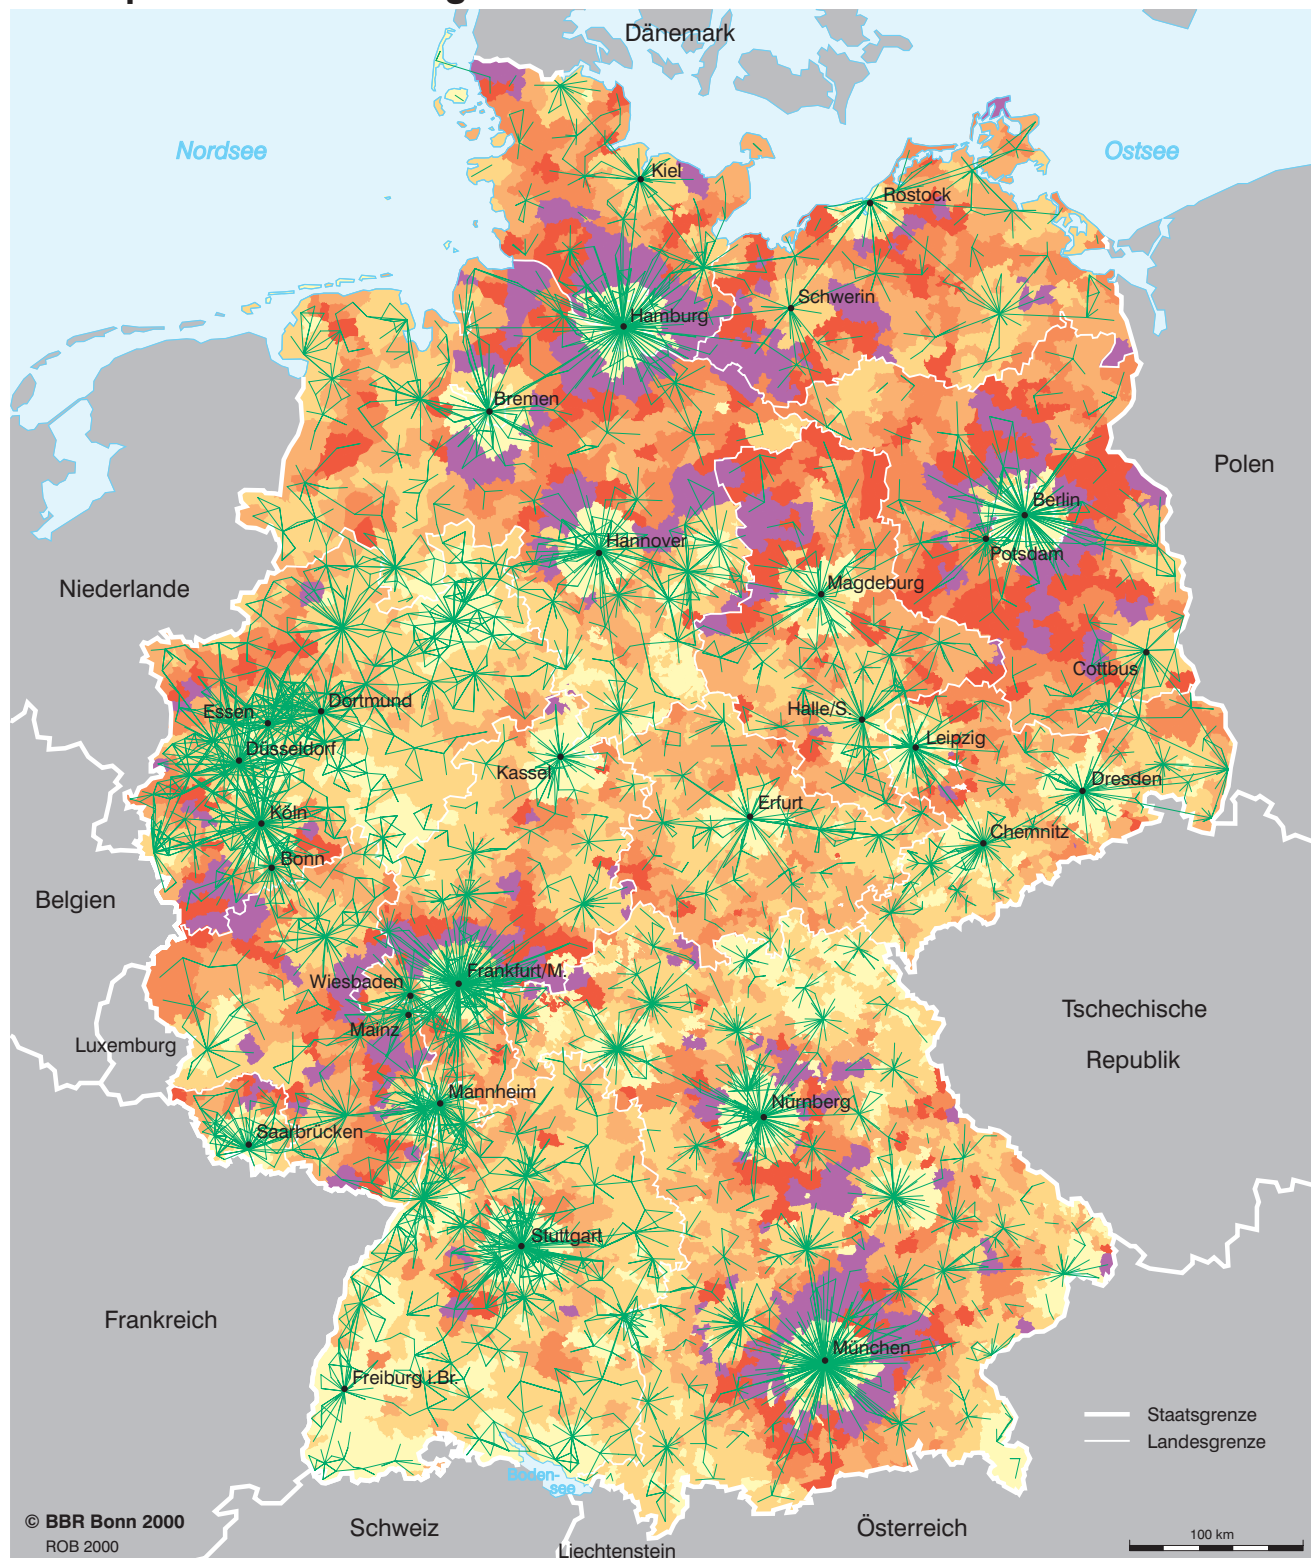 Dänemark
Nordsee
Ostsee
Kiel
Rostock
Schwerin
Hamburg
Bremen
Polen
Berlin
Hannover
Potsdam
Niederlande
Magdeburg
Cottbus
Dortmund
Essen
Halle/S.
Leipzig
Düsseldorf
Kassel
Dresden
Erfurt
Köln
Chemnitz
Bonn
Belgien
Frankfurt/M.
Wiesbaden
Tschechische
Republik
Mainz
Luxemburg
Mannheim
Nürnberg
Saarbrücken
Stuttgart
Frankreich
München
Freiburg i.Br.
Staatsgrenze
Landesgrenze
Boden-
see
© BBR Bonn 2000
ROB 2000
Schweiz
Österreich
Liechtenstein
100 km